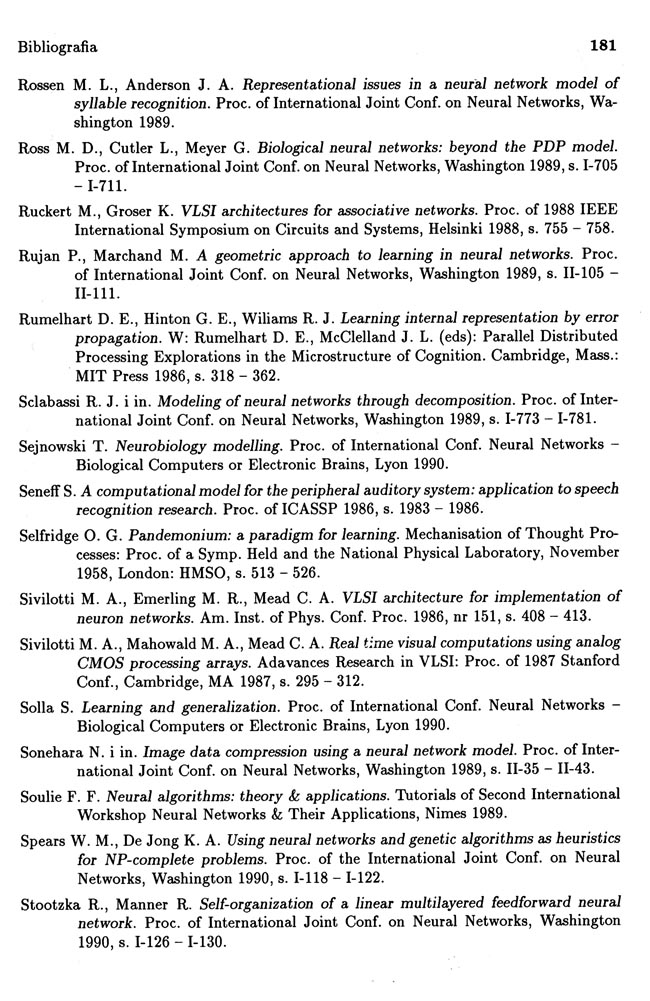 Bibliografia 181
Rossen M. L., Anderson J. A. Representational issues in a neural network model of
syllable recognition. Proc. of International Joint Conf. on Neural Networks, Wa-
shington 1989.
Ross M. D., Cutler L., Meyer G. Biological neural networks: beyond the PDP model.
Proc. of International Joint Conf. on Neural Networks, Washington 1989, s. I-705
– I-711.
Ruckert M., Groser K. VLSI architectures for associative networks. Proc. of 1988 IEEE
International Symposium on Circuits and Systems, Helsinki 1988, s. 755 – 758.
Rujan P., Marchand M. A geometric approach to learning in neural networks. Proc.
of International Joint Conf. on Neural Networks, Washington 1989, s. II-105 –
II-111.
Rumelhart D. E., Hinton G. E., Wiliams R. J. Learning internal representation by error
propagation. W: Rumelhart D. E., McClelland J. L. (eds): Parallel Distributed
Processing Explorations in the Microstructure of Cognition. Cambridge, Mass.:
MIT Press 1986, s. 318 – 362.
Sclabassi R. J. i in. Modeling of neural networks through decomposition. Proc. of Inter-
national Joint Conf. on Neural Networks, Washington 1989, s. I-773 – I-781.
Sejnowski T. Neurobiology modelling. Proc. of International Conf. Neural Networks –
Biological Computers or Electronic Brains, Lyon 1990.
Seneff S. A computational model for the peripheral auditory system: application to speech
recognition research. Proc. of ICASSP 1986, s. 1983 – 1986.
Selfridge O. G. Pandemonium: a paradigm for learning. Mechanisation of Thought Pro-
cesses: Proc. of a Symp. Held and the National Physical Laboratory, November
1958, London: HMSO, s. 513 – 526.
Sivilotti M. A., Emerling M. R., Mead C. A. VLSI architecture for implementation of
neuron networks. Am. Inst. of Phys. Conf. Proc. 1986, nr 151, s. 408 – 413.
Sivilotti M. A., Mahowald M. A., Mead C. A. Real time visual computations using analog
CMOS processing arrays. Adavances Research in VLSI: Proc. of 1987 Stanford
Conf., Cambridge, MA 1987, s. 295 – 312.
Solla S. Learning and generalization. Proc. of International Conf. Neural Networks –
Biological Computers or Electronic Brains, Lyon 1990.
Sonehara N. i in. Image data compression using a neural network model. Proc. of Inter-
national Joint Conf. on Neural Networks, Washington 1989, s. II-35 – II-43.
Soulie F. F. Neural algorithms: theory & applications. Tutorials of Second International
Workshop Neural Networks & Their Applications, Nimes 1989.
Spears W. M., De Jong K. A. Using neural networks and genetic algorithms as heuristics
for NP-complete problems. Proc. of the International Joint Conf. on Neural
Networks, Washington 1990, s. I-118 – I-122.
Stootzka R., Manner R. Self-organization of a linear multilayered feedforward neural
network. Proc. of International Joint Conf. on Neural Networks, Washington
1990, s. I-126 – I-130.